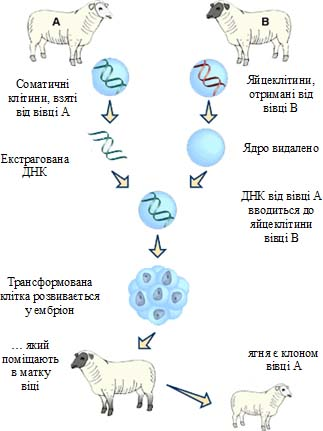 A
B
Соматичні
клітини, взяті
від вівці А
Яйцеклітини,
отримані від
вівці В
Екстрагована
ДНК
Ядро видалено
ДНК від вівці А
вводиться до
яйцеклітини
вівці В
Трансформована
клітка розвивається
у ембріон
… який
поміщають
в матку
віці
ягня є клоном
вівці А